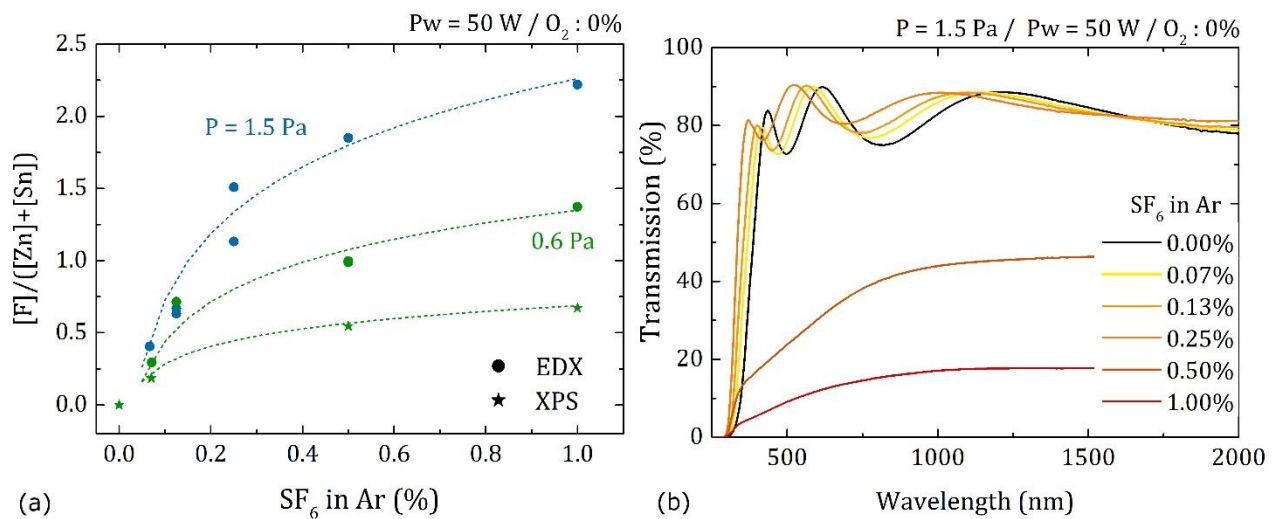 Pw = 50 W / O2 : 0%
2.5
2.0
1.5
1.0
0.5
0.0
[F]/([Zn]+[Sn])
P = 1.5 Pa
0.6 Pa
EDX
XPS
0.0 0.2 0.4 0.6 0.8 1.0
(a) SF6 in Ar (%)
P = 1.5 Pa / Pw = 50 W / O2 : 0%
100
80
60
40
20
0
Transmission (%)
SF6 in Ar
0.00%
0.07%
0.13%
0.25%
0.50%
1.00%
500 1000 1500 2000
(b) Wavelength (nm)